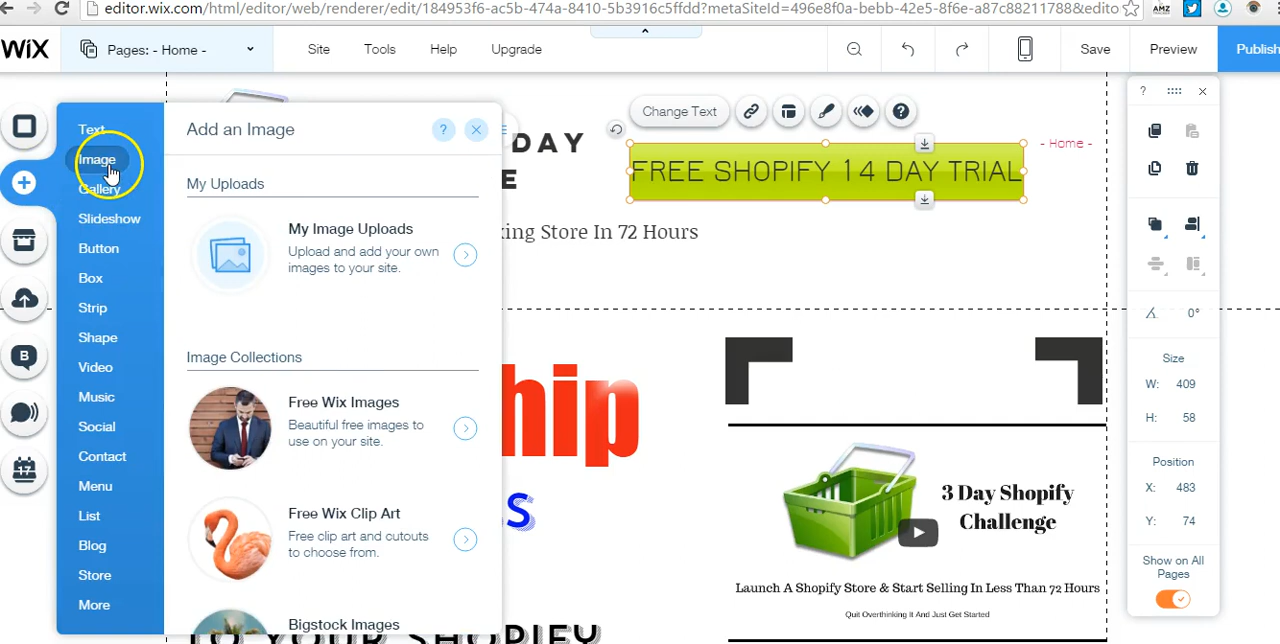 editor.wix.com/html/editor/web/renderer/edit/184953f6-ac5b-474a-8410-5b3916c5ffdd?metaSiteId=496e8f0a-bebb-42e5-8f6e-a87c88211788&edito
AMZ
WiX
Pages: - Home -
Site
Tools
Help
Upgrade
Save
Preview
Publish
Text
Image
Gallery
Slideshow
Button
Box
Strip
Shape
Video
Music
Social
Contact
Menu
List
Blog
Store
More
B
17
Add an Image
?
My Uploads
My Image Uploads
Upload and add your own
images to your site.
Image Collections
Free Wix Images
Beautiful free images to
use on your site.
Free Wix Clip Art
Free clip art and cutouts
to choose from.
Bigstock Images
Change Text
?
DAY
E
FREE SHOPIFY 14 DAY TRIAL
- Home -
king Store In 72 Hours
hip
S
TO YOUR SHOPIFY
3 Day Shopify
Challenge
Launch A Shopify Store & Start Selling In Less Than 72 Hours
Quit Overthinking It And Just Get Started
?
0°
Size
W: 409
H: 58
Position
X: 483
Y: 74
Show on All
Pages